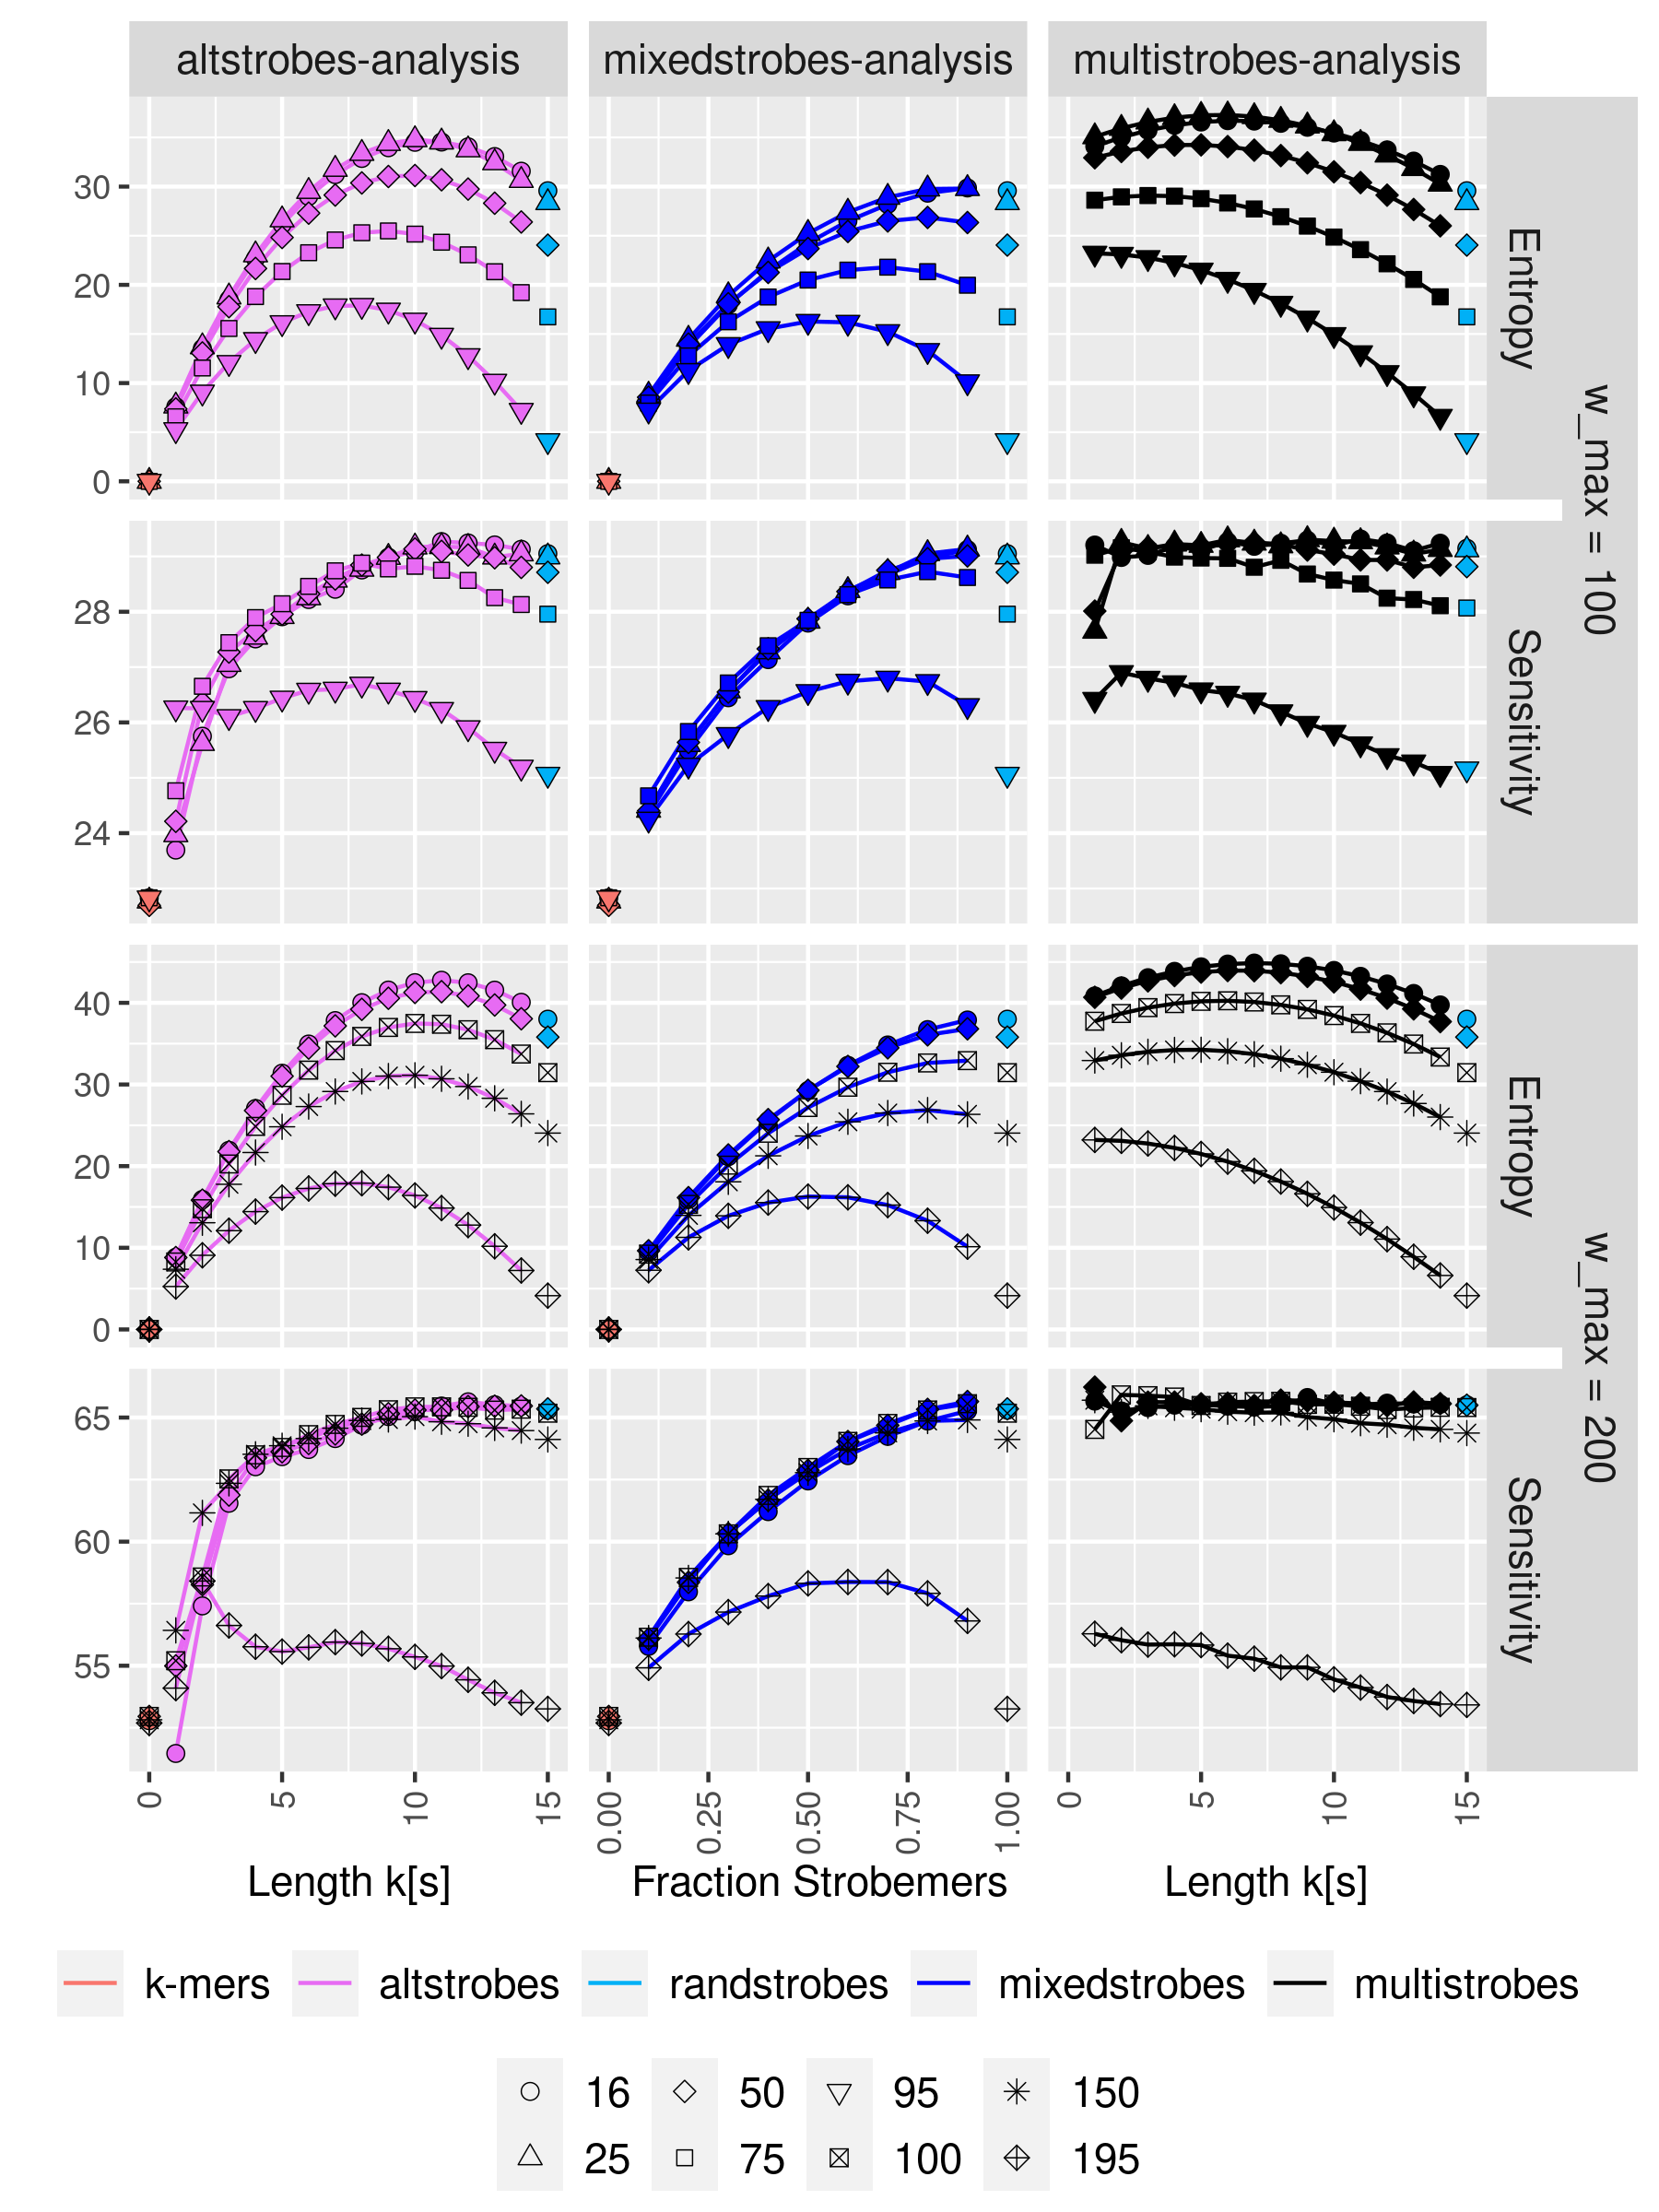 altstrobes-analysis mixedstrobes-analysis multistrobes-analysis
30
20
10
0
Entropy
28
26
24
Sensitivity
w_max = 100
40
30
20
10
0
Entropy
65
60
55
Sensitivity
w_max = 200
0 5 10 15 0.00 0.25 0.50 0.75 1.00 0 5 10 15
Length k[s] Fraction Strobemers Length k[s]
k-mers altstrobes randstrobes mixedstrobes multistrobes
16 50 95 150
25 75 100 195